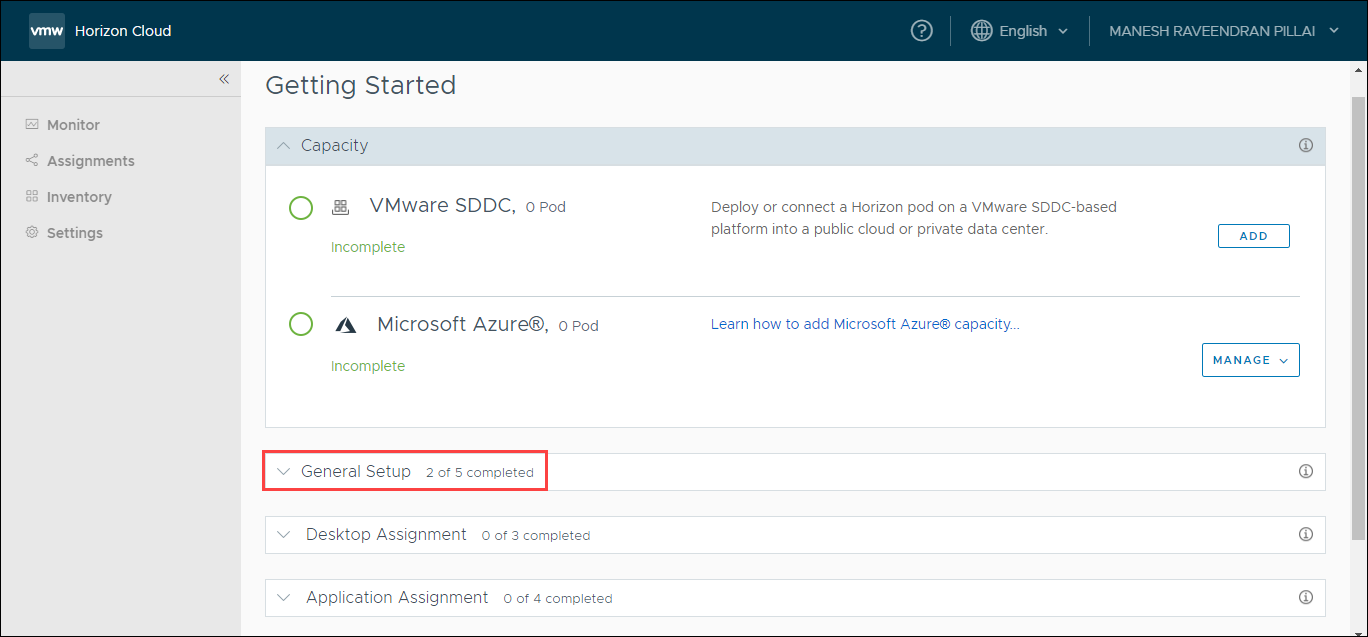 vmw Horizon Cloud
English
MANESH RAVEENDRAN PILLAI
Monitor
Assignments
Inventory
Settings
Getting Started
Capacity
VMware SDDC, 0 Pod
Incomplete
Deploy or connect a Horizon pod on a VMware SDDC-based
platform into a public cloud or private data center.
ADD
Microsoft Azure®, 0 Pod
Incomplete
Learn how to add Microsoft Azure® capacity...
MANAGE
General Setup 2 of 5 completed
Desktop Assignment 0 of 3 completed
Application Assignment 0 of 4 completed